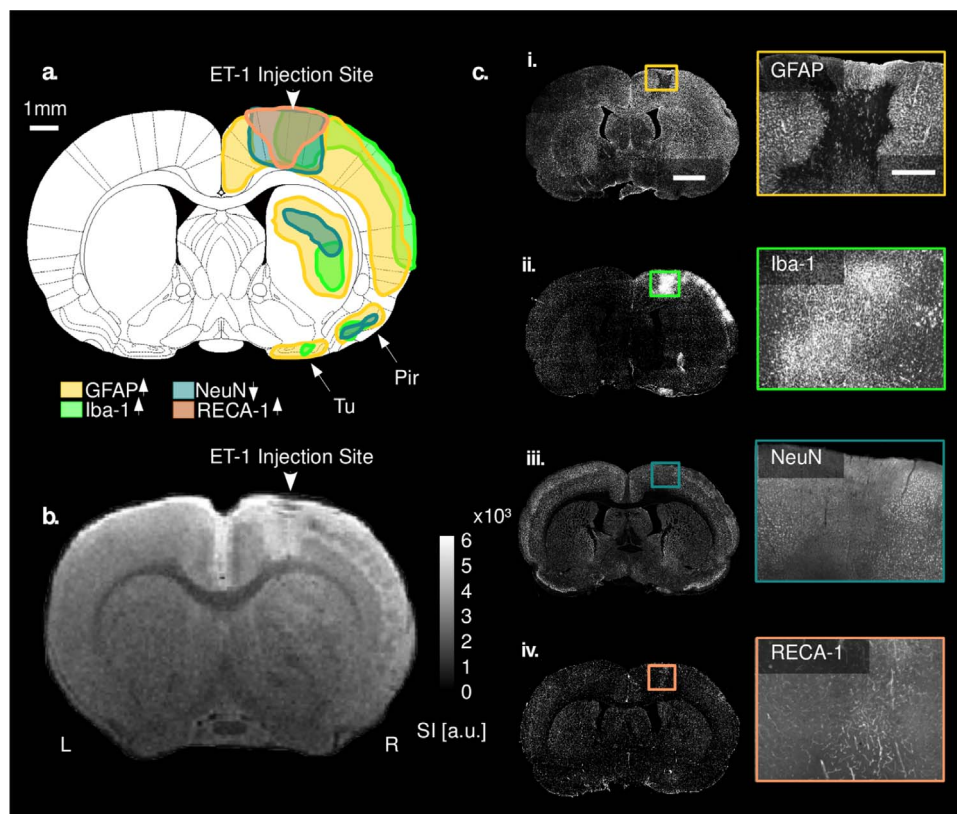 a.
ET-1 Injection Site
1mm
Pir
Tu
GFAP
NeuN
Iba-1
RECA-1
ET-1 Injection Site
b.
x10³
6
5
4
3
2
1
0
SI [a.u.]
L
R
c.
i.
GFAP
ii.
Iba-1
iii.
NeuN
iv.
RECA-1